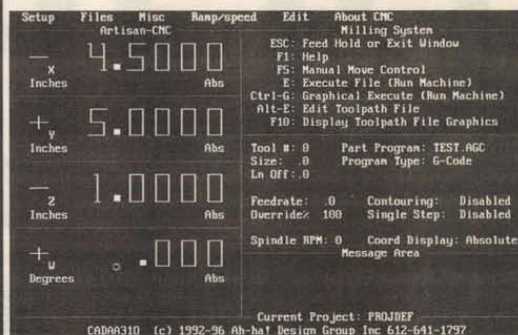 Setup Files Misc Ramp/speed Edit About CNC
Artisan-CNC
Milling System
− x 4.5000
Inches Abs
+ y 5.0000
Inches Abs
− z 1.0000
Inches Abs
+ w 0.000
Degrees Abs
ESC: Feed Hold or Exit Window
F1: Help
F5: Manual Move Control
E: Execute File (Run Machine)
Ctrl-G: Graphical Execute (Run Machine)
Alt-E: Edit Toolpath File
F10: Display Toolpath File Graphics
Tool #: 0 Part Program: TEST.AGC
Size: .0 Program Type: G-Code
Ln Off:.0
Feedrate: .0 Contouring: Disabled
Override% 100 Single Step: Disabled
Spindle RPM: 0 Coord Display: Absolute
Message Area
Current Project: PROJDEF
CADAA310 (c) 1992-96 Ah-ha! Design Group Inc 612-641-1797